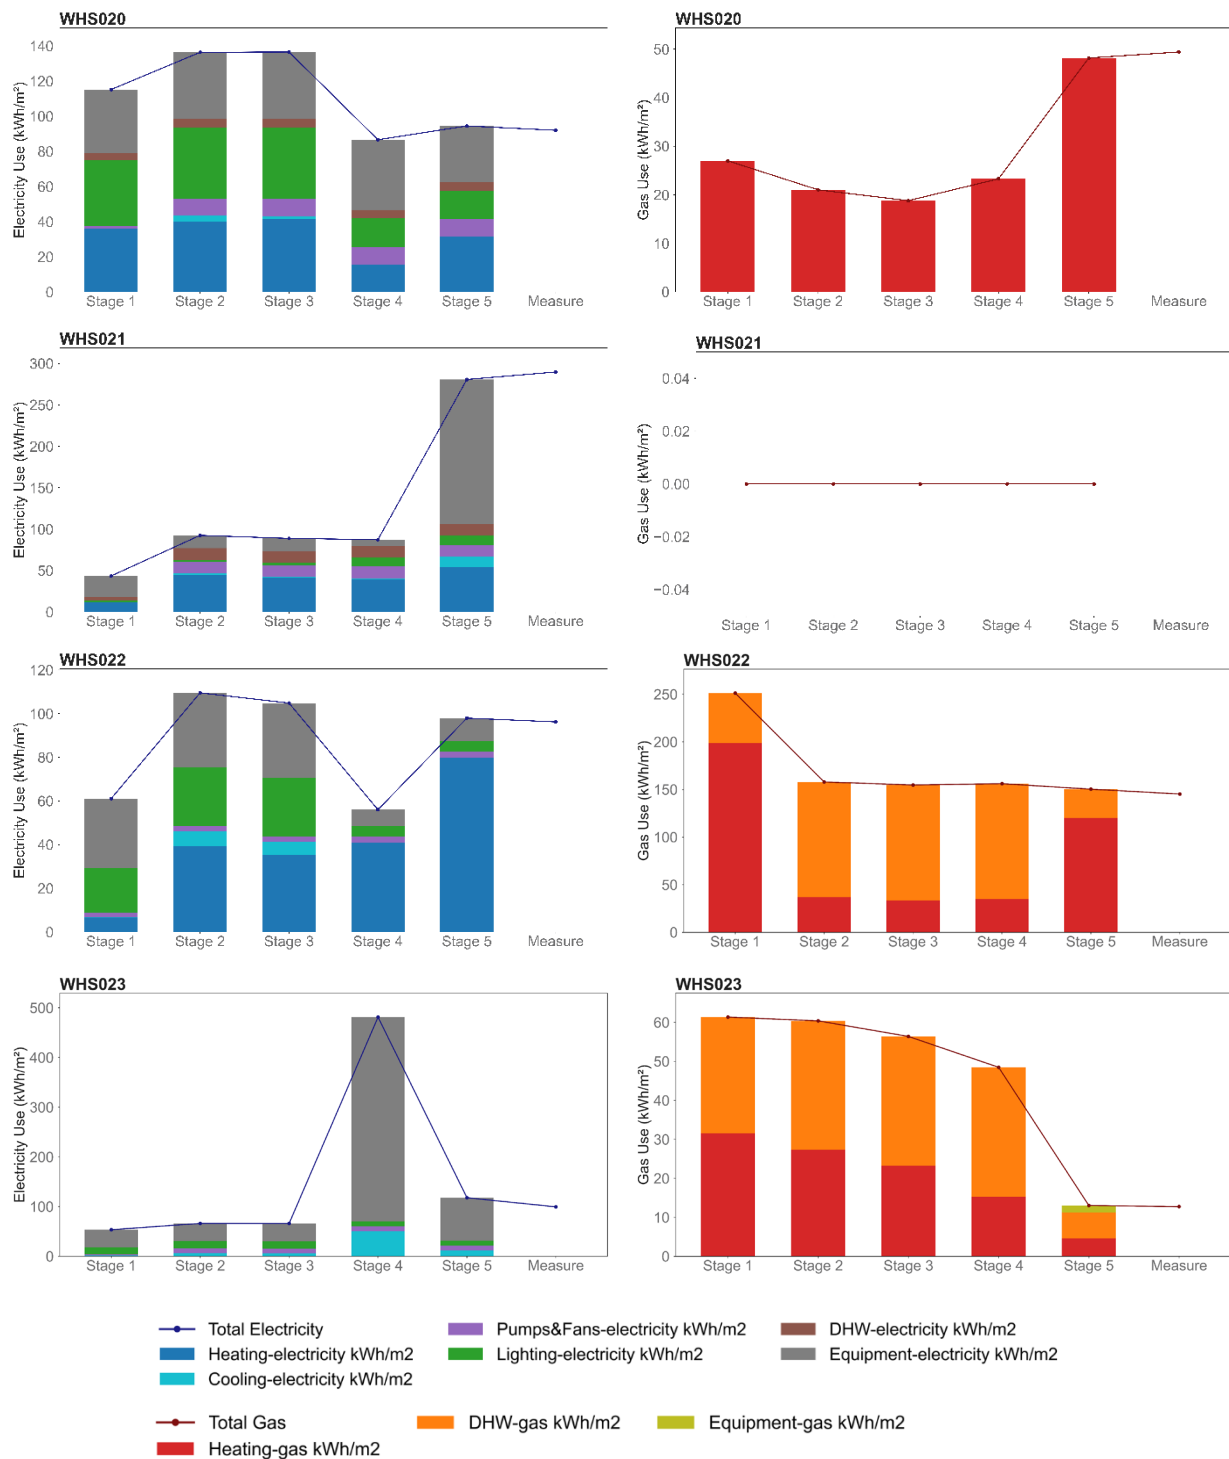 WHS020
Electricity Use (kWh/m²)
140
120
100
80
60
40
20
0
Stage 1 Stage 2 Stage 3 Stage 4 Stage 5 Measure
WHS020
Gas Use (kWh/m²)
50
40
30
20
10
0
Stage 1 Stage 2 Stage 3 Stage 4 Stage 5 Measure
WHS021
Electricity Use (kWh/m²)
300
250
200
150
100
50
0
Stage 1 Stage 2 Stage 3 Stage 4 Stage 5 Measure
WHS021
Gas Use (kWh/m²)
0.04
0.02
0.00
−0.02
−0.04
Stage 1 Stage 2 Stage 3 Stage 4 Stage 5 Measure
WHS022
Electricity Use (kWh/m²)
120
100
80
60
40
20
0
Stage 1 Stage 2 Stage 3 Stage 4 Stage 5 Measure
WHS022
Gas Use (kWh/m²)
250
200
150
100
50
0
Stage 1 Stage 2 Stage 3 Stage 4 Stage 5 Measure
WHS023
Electricity Use (kWh/m²)
500
400
300
200
100
0
Stage 1 Stage 2 Stage 3 Stage 4 Stage 5 Measure
WHS023
Gas Use (kWh/m²)
60
50
40
30
20
10
0
Stage 1 Stage 2 Stage 3 Stage 4 Stage 5 Measure
Total Electricity Pumps&Fans-electricity kWh/m2 DHW-electricity kWh/m2
Heating-electricity kWh/m2 Lighting-electricity kWh/m2 Equipment-electricity kWh/m2
Cooling-electricity kWh/m2
Total Gas DHW-gas kWh/m2 Equipment-gas kWh/m2
Heating-gas kWh/m2